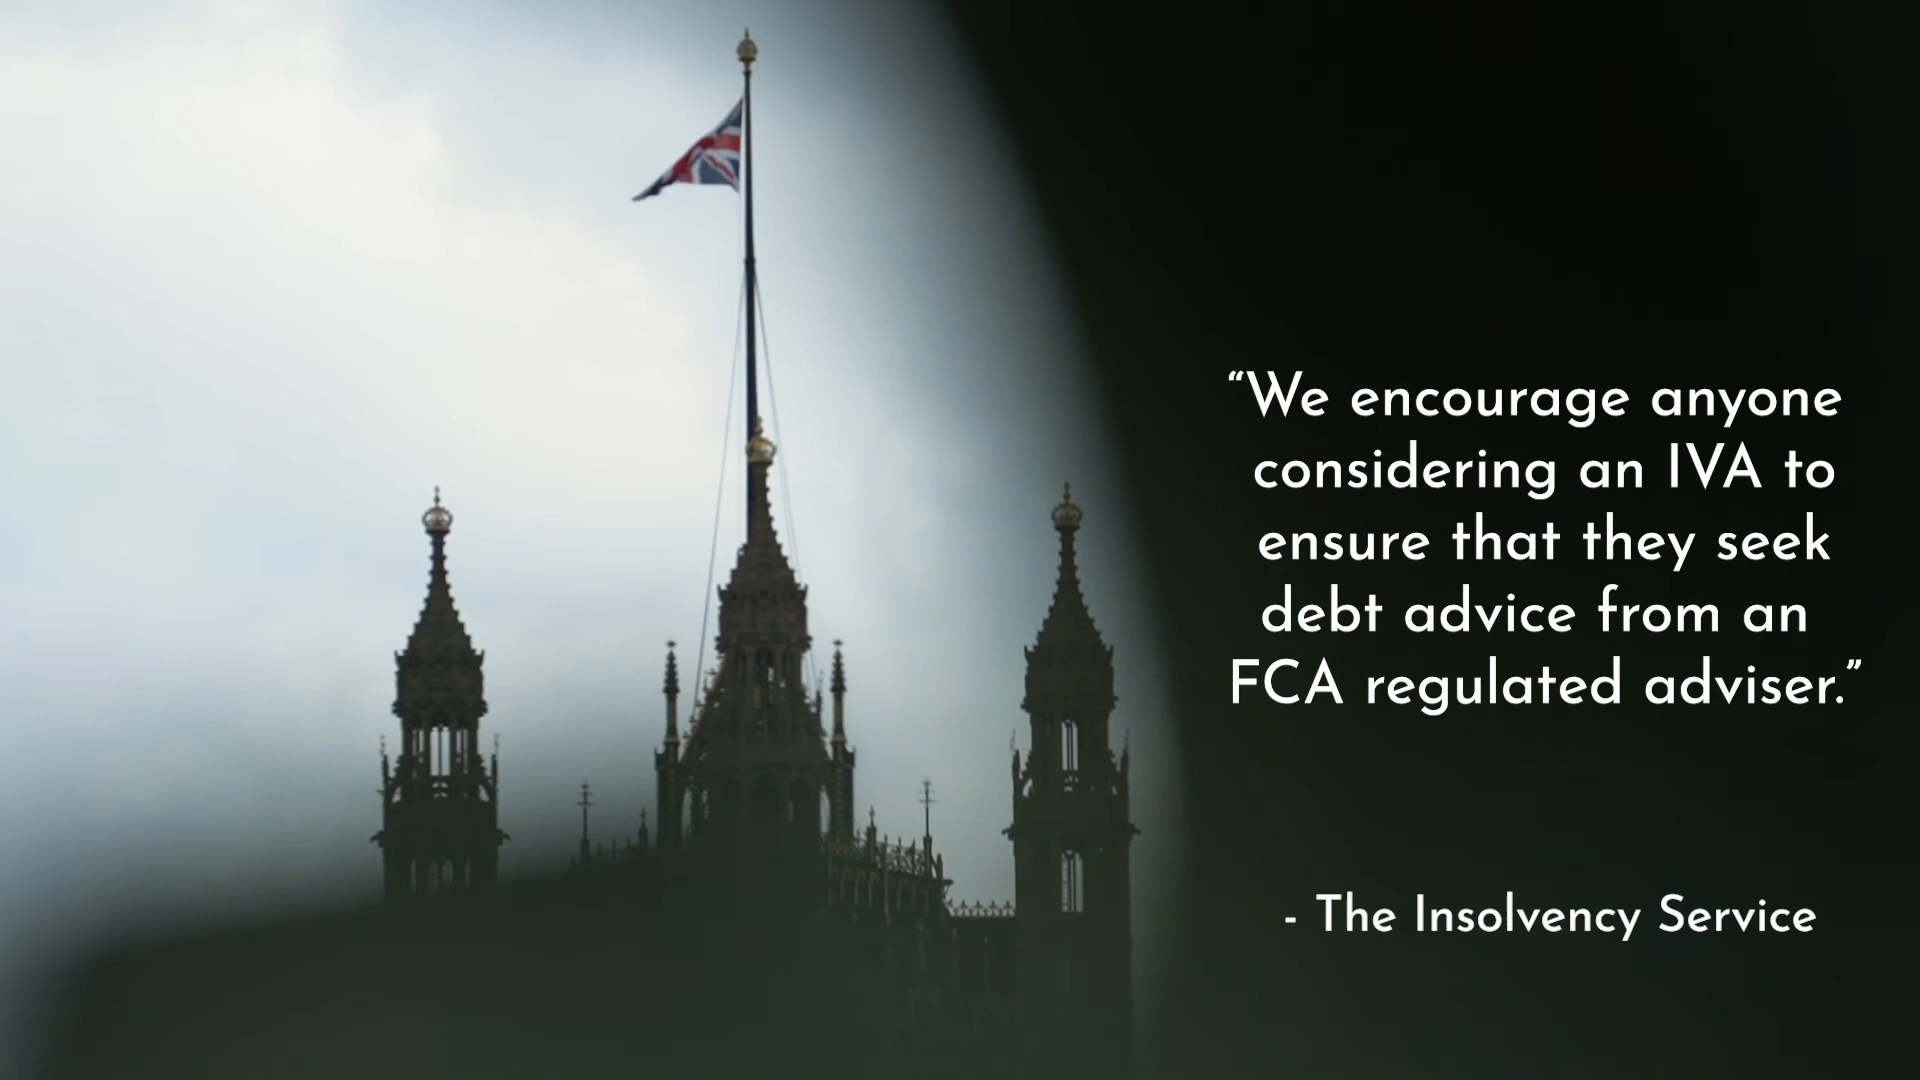 “We encourage anyone
considering an IVA to
ensure that they seek
debt advice from an
FCA regulated adviser.”
- The Insolvency Service